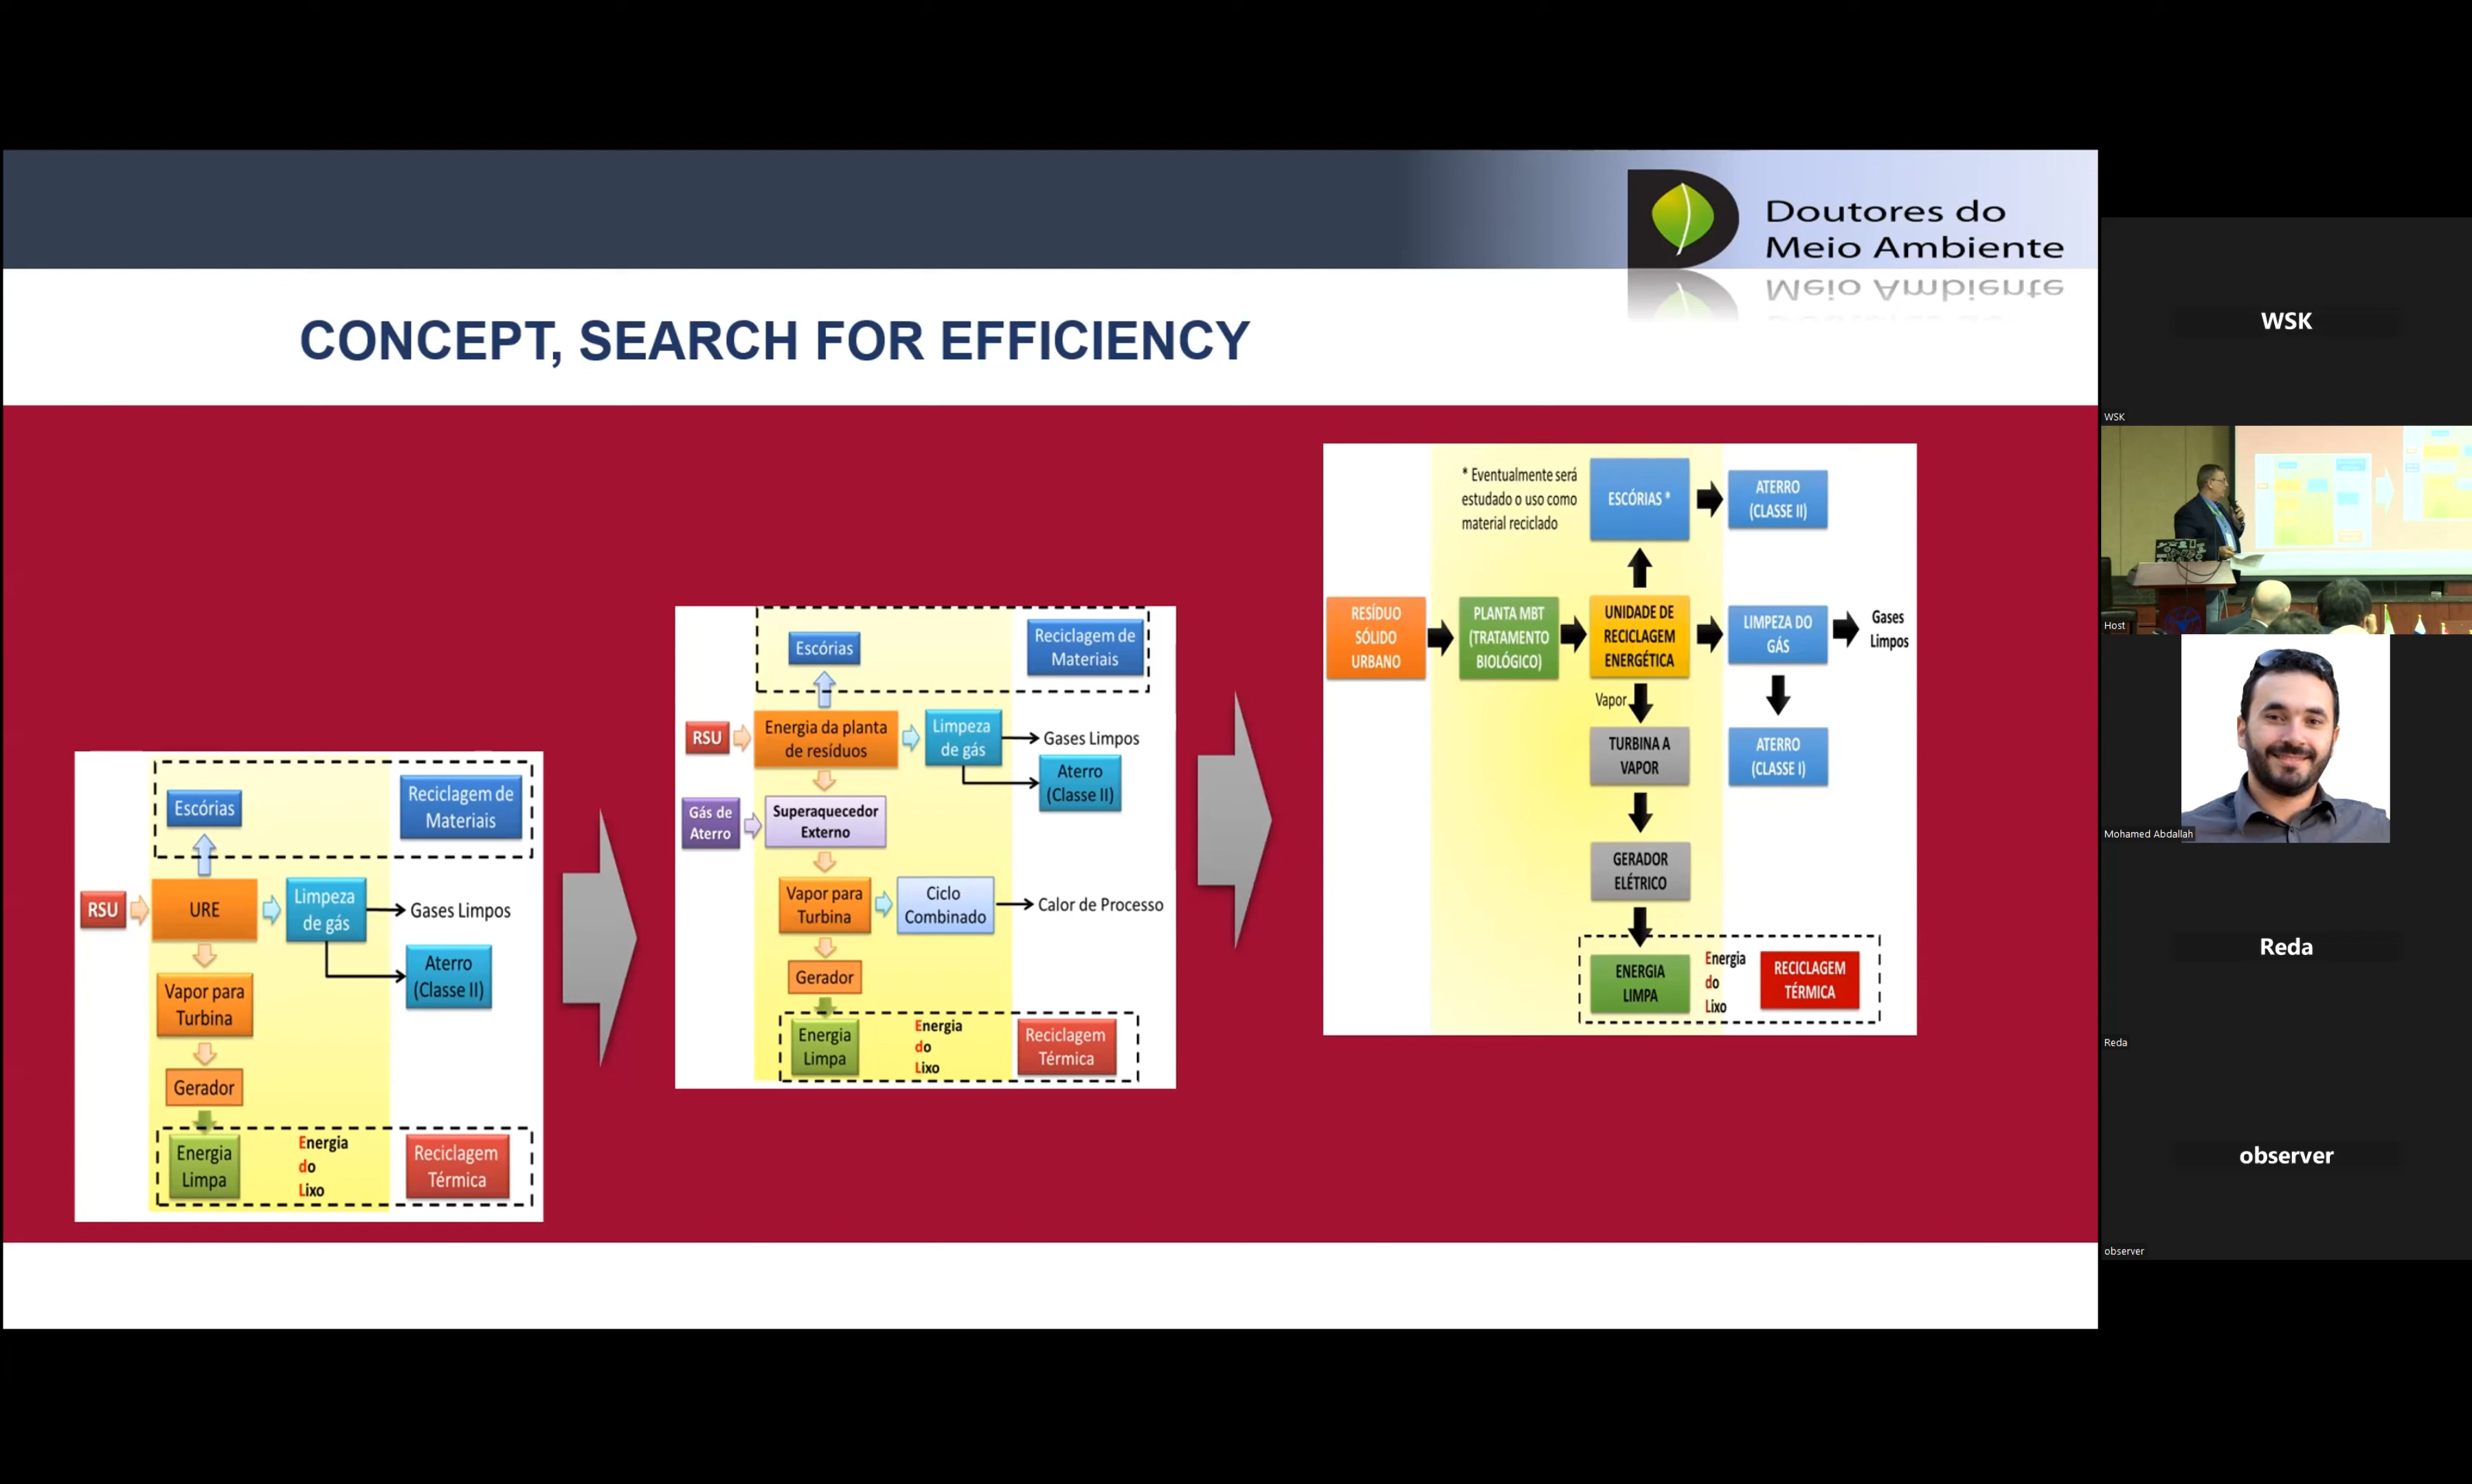 Doutores do
Meio Ambiente
CONCEPT, SEARCH FOR EFFICIENCY
Escórias
Reciclagem de
Materiais
RSU
URE
Limpeza
de gás
Gases Limpos
Aterro
(Classe II)
Vapor para
Turbina
Gerador
Energia
Limpa
Energia
do
Lixo
Reciclagem
Térmica
Escórias
Reciclagem de
Materiais
RSU
Energia da planta
de resíduos
Limpeza
de gás
Gases Limpos
Aterro
(Classe II)
Gás de
Aterro
Superaquecedor
Externo
Vapor para
Turbina
Ciclo
Combinado
Calor de Processo
Gerador
Energia
Limpa
Energia
do
Lixo
Reciclagem
Térmica
* Eventualmente será
estudado o uso como
material reciclado
ESCÓRIAS *
ATERRO
(CLASSE II)
RESÍDUO
SÓLIDO
URBANO
PLANTA MBT
(TRATAMENTO
BIOLÓGICO)
UNIDADE DE
RECICLAGEM
ENERGÉTICA
LIMPEZA DO
GÁS
Gases
Limpos
Vapor
TURBINA A
VAPOR
ATERRO
(CLASSE I)
GERADOR
ELÉTRICO
ENERGIA
LIMPA
Energia
do
Lixo
RECICLAGEM
TÉRMICA
WSK
WSK
Host
Mohamed Abdallah
Reda
Reda
observer
observer